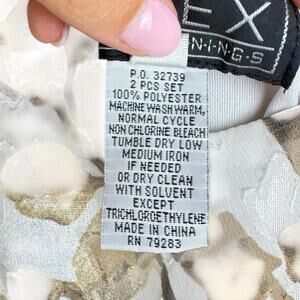 EX
N·I·N·G·S
P.O. 32739
2 PCS SET
100% POLYESTER
MACHINE WASH WARM,
NORMAL CYCLE
NON CHLORINE BLEACH
TUMBLE DRY LOW
MEDIUM IRON
IF NEEDED
OR DRY CLEAN
WITH SOLVENT
EXCEPT
TRICHLOROETHYLENE
MADE IN CHINA
RN 79283